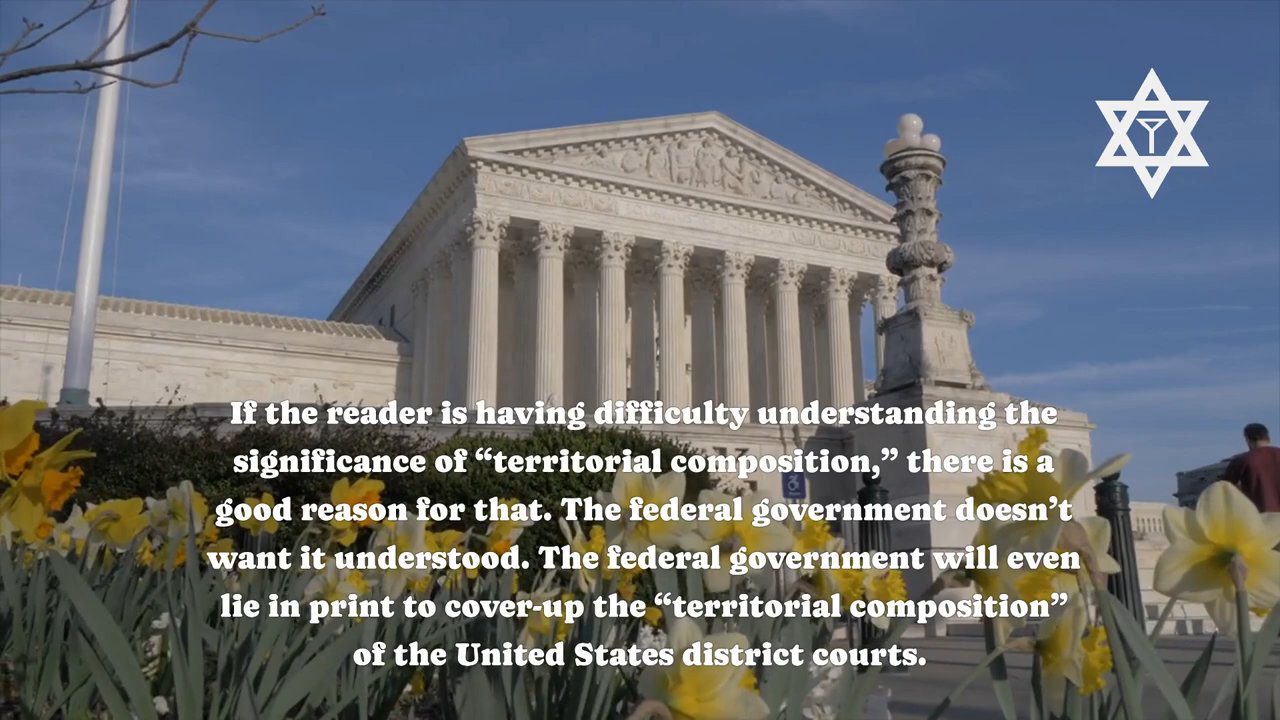 If the reader is having difficulty understanding the
significance of “territorial composition,” there is a
good reason for that. The federal government doesn’t
want it understood. The federal government will even
lie in print to cover-up the “territorial composition”
of the United States district courts.